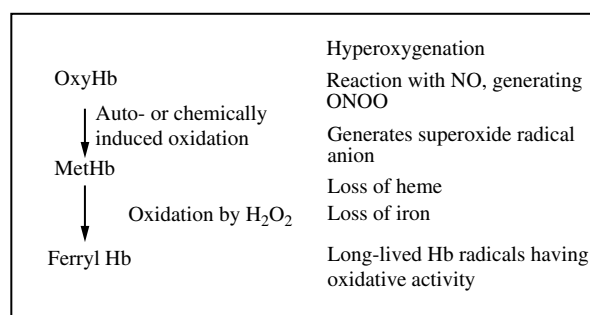 Hyperoxygenation
OxyHb
Reaction with NO, generating
ONOO
Auto- or chemically
induced oxidation
Generates superoxide radical
anion
MetHb
Loss of heme
Oxidation by H₂O₂
Loss of iron
Ferryl Hb
Long-lived Hb radicals having
oxidative activity